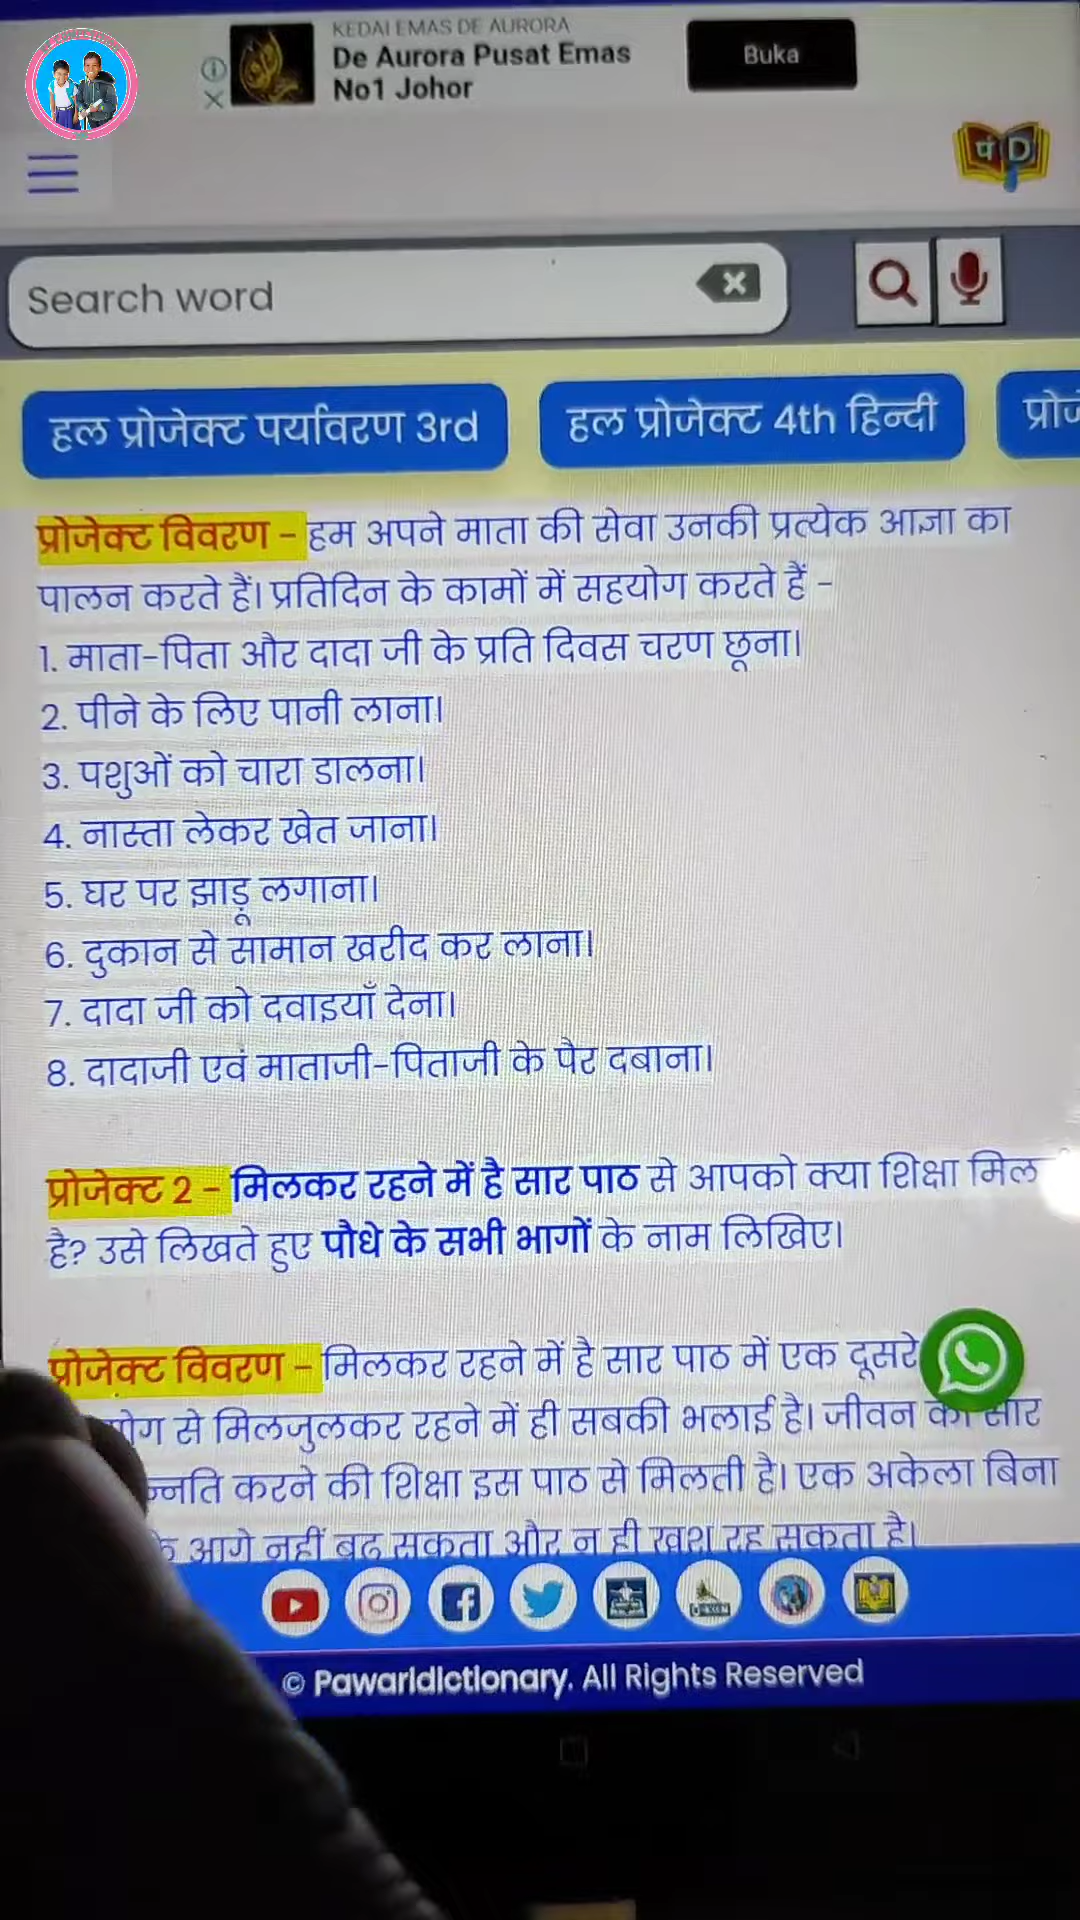 KEDAI EMAS DE AURORA
De Aurora Pusat Emas
No1 Johor
Buka
पं D
Search word
हल प्रोजेक्ट पर्यावरण 3rd
हल प्रोजेक्ट 4th हिन्दी
प्रोज
प्रोजेक्ट विवरण - हम अपने माता की सेवा उनकी प्रत्येक आज्ञा का
पालन करते हैं। प्रतिदिन के कामों में सहयोग करते हैं -
1. माता-पिता और दादा जी के प्रति दिवस चरण छूना।
2. पीने के लिए पानी लाना।
3. पशुओं को चारा डालना।
4. नास्ता लेकर खेत जाना।
5. घर पर झाड़ू लगाना।
6. दुकान से सामान खरीद कर लाना।
7. दादा जी को दवाइयाँ देना।
8. दादाजी एवं माताजी-पिताजी के पैर दबाना।
प्रोजेक्ट 2 - मिलकर रहने में है सार पाठ से आपको क्या शिक्षा मिल
है? उसे लिखते हुए पौधे के सभी भागों के नाम लिखिए।
प्रोजेक्ट विवरण - मिलकर रहने में है सार पाठ में एक दूसरे
से मिलजुलकर रहने में ही सबकी भलाई है। जीवन का सार
न्नति करने की शिक्षा इस पाठ से मिलती है। एक अकेला बिना
के आगे नहीं बढ़ सकता और न ही खुश रह सकता है।
© Pawaridictionary. All Rights Reserved